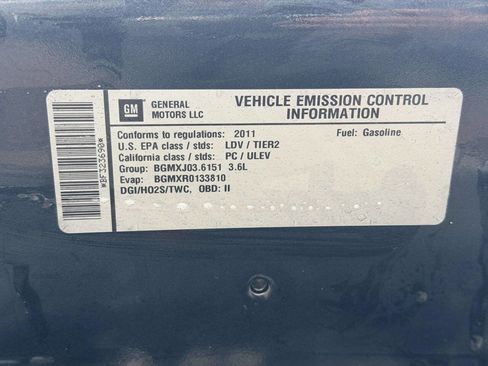 GM
GENERAL
MOTORS LLC
VEHICLE EMISSION CONTROL
INFORMATION
Conforms to regulations: 2011 Fuel: Gasoline
U.S. EPA class / stds: LDV / TIER2
California class / stds: PC / ULEV
Group: BGMXJ03.6151 3.6L
Evap: BGMXR0133810
DGI/HO2S/TWC, OBD: II
*BF323690*